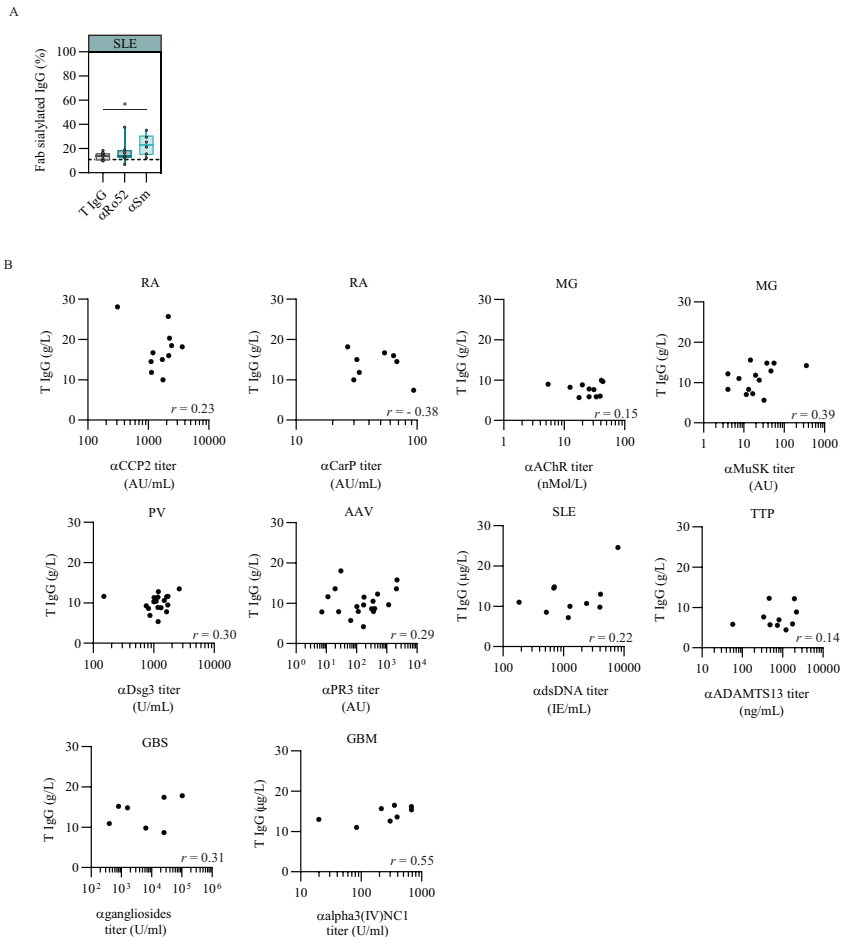 A
SLE
Fab sialylated IgG (%)
100
80
60
40
20
0
*
T IgG
αRo52
αSm
B
RA
T IgG (g/L)
30
20
10
0
r = 0.23
100
1000
10000
αCCP2 titer
(AU/mL)
RA
T IgG (g/L)
30
20
10
0
r = - 0.38
10
100
αCarP titer
(AU/mL)
MG
T IgG (g/L)
30
20
10
0
r = 0.15
1
10
100
αAChR titer
(nMol/L)
MG
T IgG (g/L)
30
20
10
0
r = 0.39
1
10
100
1000
αMuSK titer
(AU)
PV
T IgG (g/L)
30
20
10
0
r = 0.30
100
1000
10000
αDsg3 titer
(U/mL)
AAV
T IgG (g/L)
30
20
10
0
r = 0.29
10⁰
10¹
10²
10³
10⁴
αPR3 titer
(AU)
SLE
T IgG (µg/L)
30
20
10
0
r = 0.22
100
1000
10000
αdsDNA titer
(IE/mL)
TTP
T IgG (g/L)
30
20
10
0
r = 0.14
10
100
1000
10000
αADAMTS13 titer
(ng/mL)
GBS
T IgG (g/L)
30
20
10
0
r = 0.31
10²
10³
10⁴
10⁵
10⁶
αgangliosides
titer (U/ml)
GBM
T IgG (µg/L)
30
20
10
0
r = 0.55
10
100
1000
αalpha3(IV)NC1
titer (U/ml)